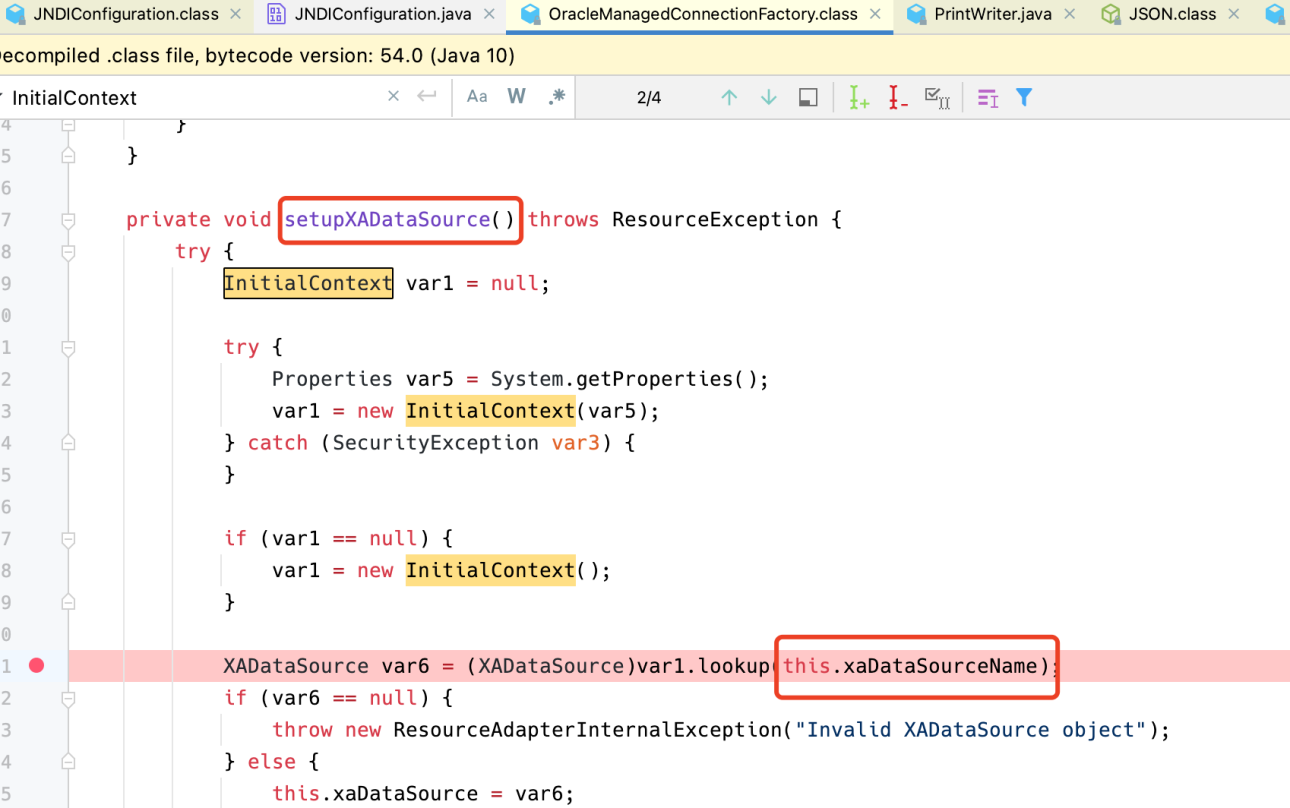 JNDIConfiguration.class JNDIConfiguration.java OracleManagedConnectionFactory.class PrintWriter.java JSON.class
ecompiled .class file, bytecode version: 54.0 (Java 10)
InitialContext Aa W .* 2/4
4 }
5 }
6
7 private void setupXADataSource() throws ResourceException {
8 try {
9 InitialContext var1 = null;
0
1 try {
2 Properties var5 = System.getProperties();
3 var1 = new InitialContext(var5);
4 } catch (SecurityException var3) {
5 }
6
7 if (var1 == null) {
8 var1 = new InitialContext();
9 }
0
1 XADataSource var6 = (XADataSource)var1.lookup(this.xaDataSourceName);
2 if (var6 == null) {
3 throw new ResourceAdapterInternalException("Invalid XADataSource object");
4 } else {
5 this.xaDataSource = var6;